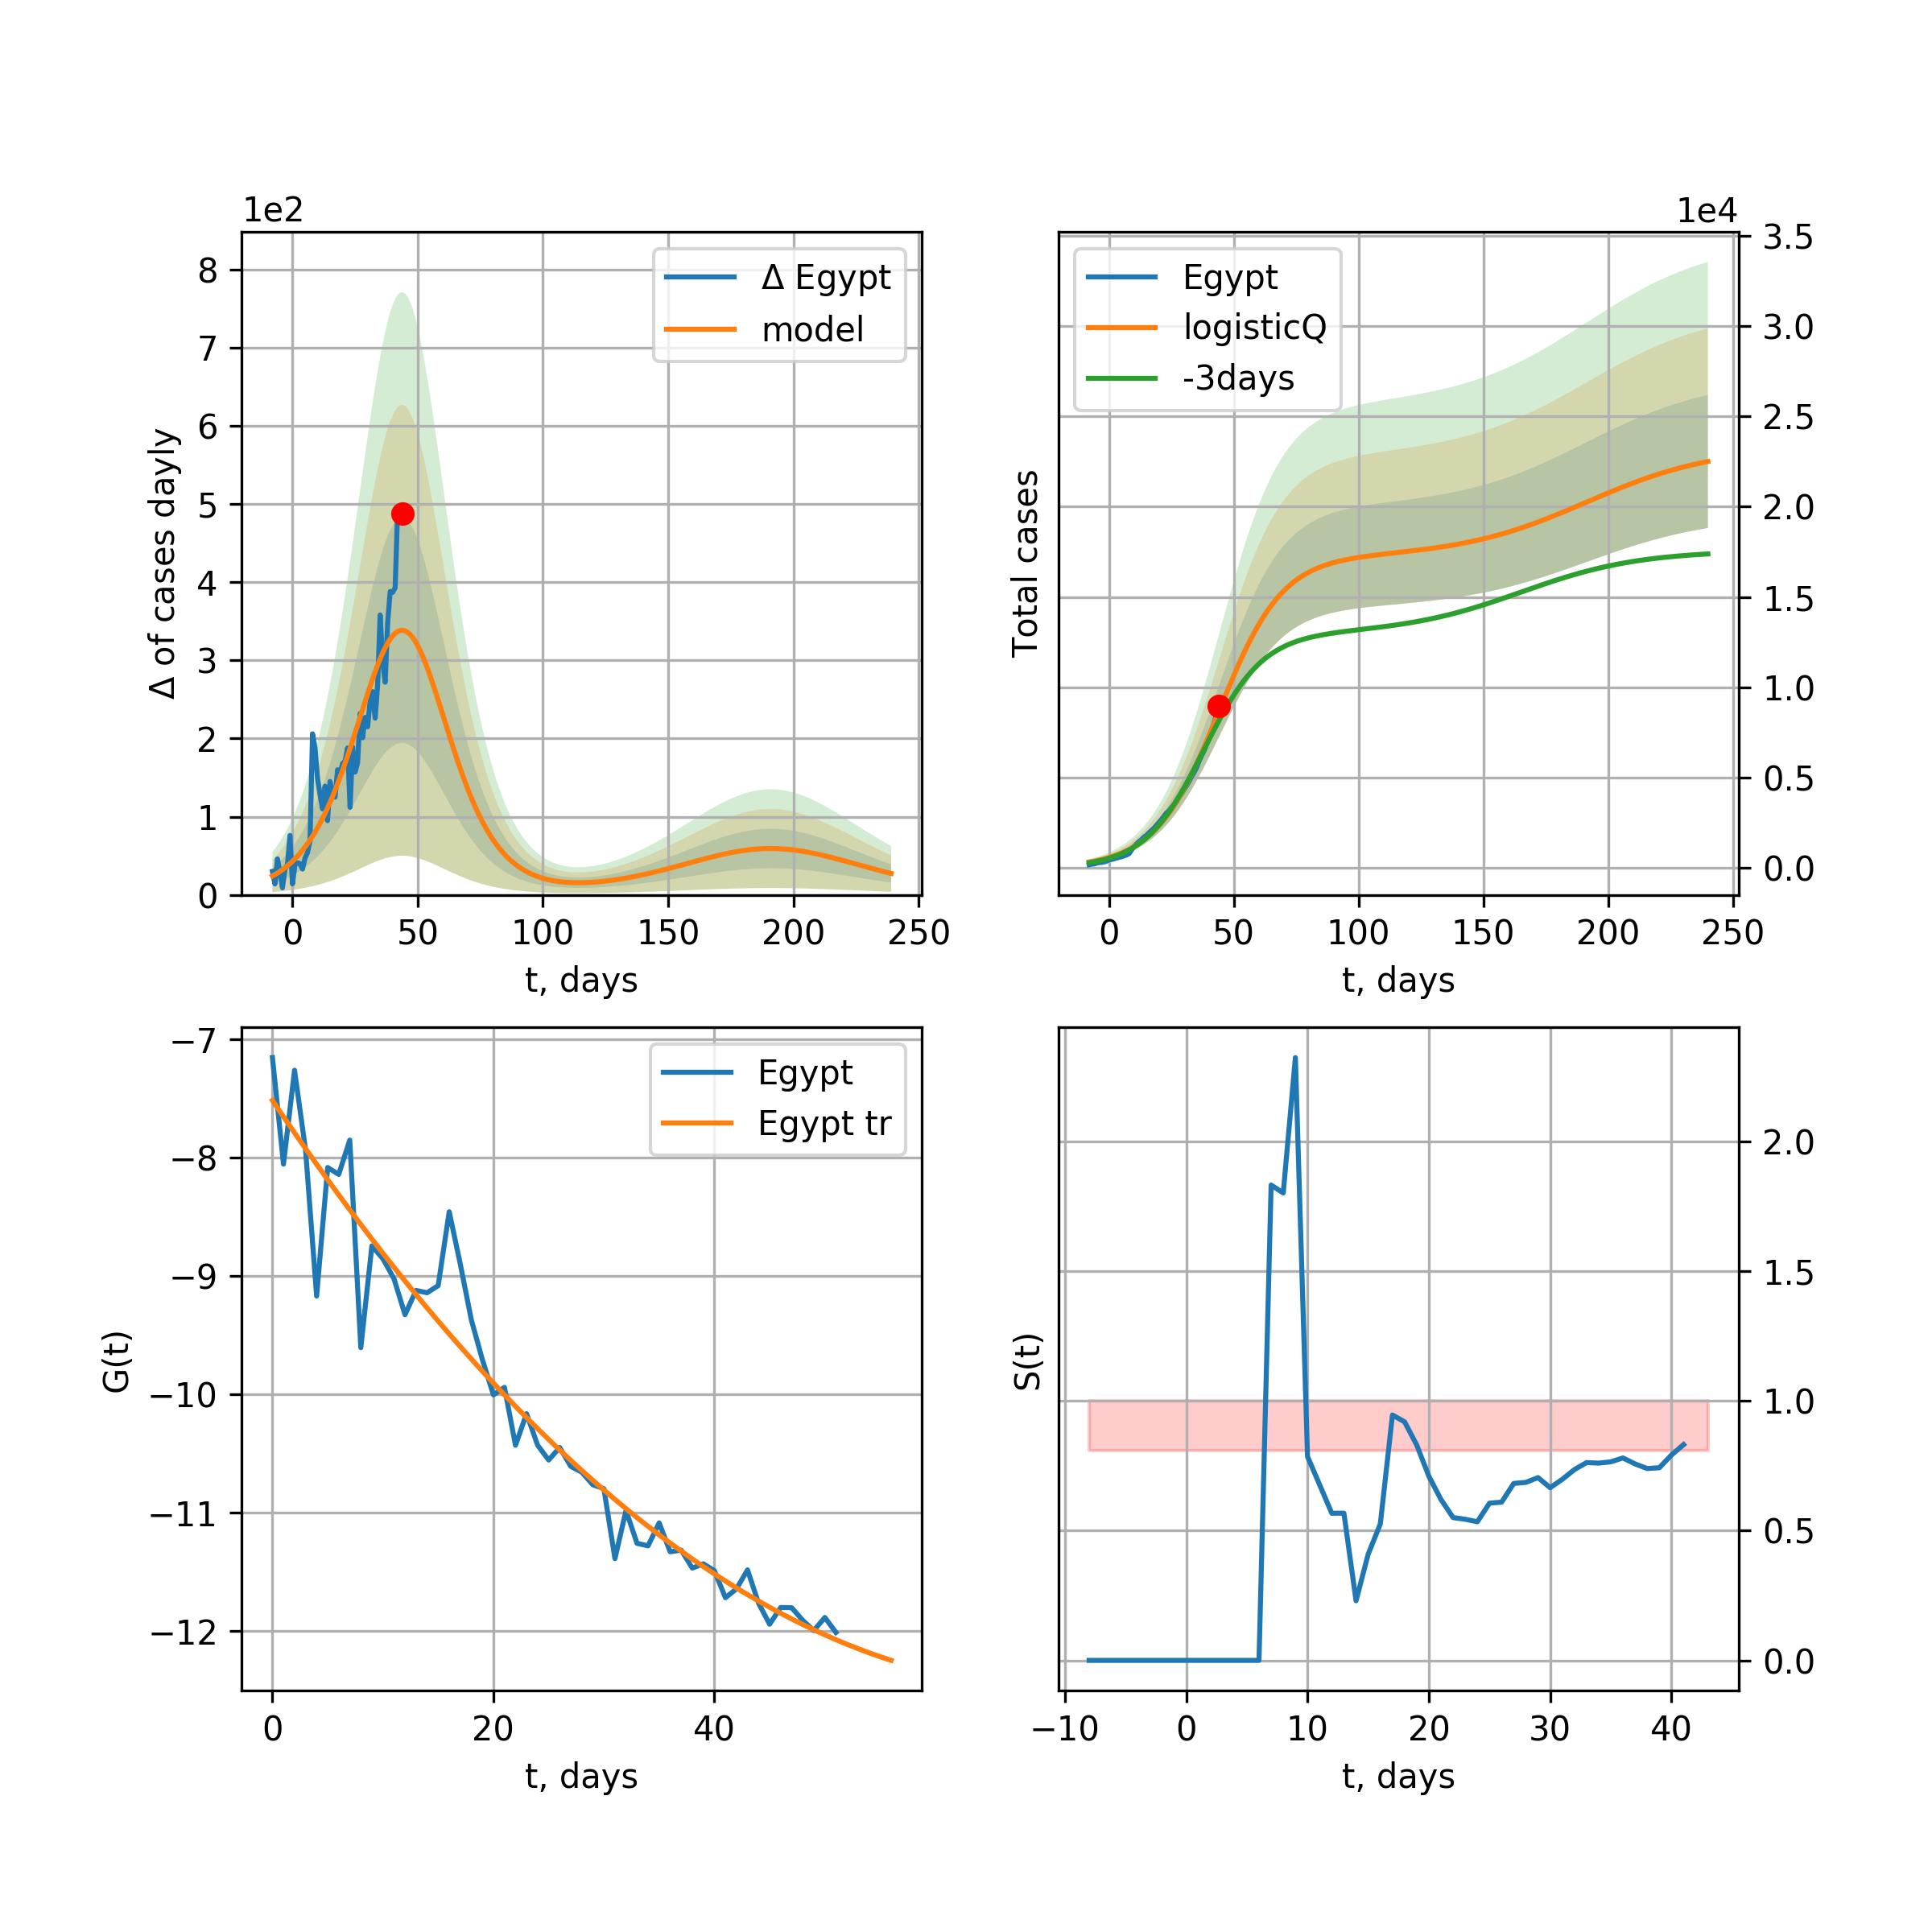 1e2
8
7
6
5
4
3
2
1
0
Δ of cases dayly
Δ Egypt
model
0 50 100 150 200 250
t, days
1e4
3.5
3.0
2.5
2.0
1.5
1.0
0.5
0.0
Total cases
Egypt
logisticQ
-3days
0 50 100 150 200 250
t, days
−7
−8
−9
−10
−11
−12
G(t)
Egypt
Egypt tr
0 20 40
t, days
2.0
1.5
1.0
0.5
0.0
S(t)
−10 0 10 20 30 40
t, days